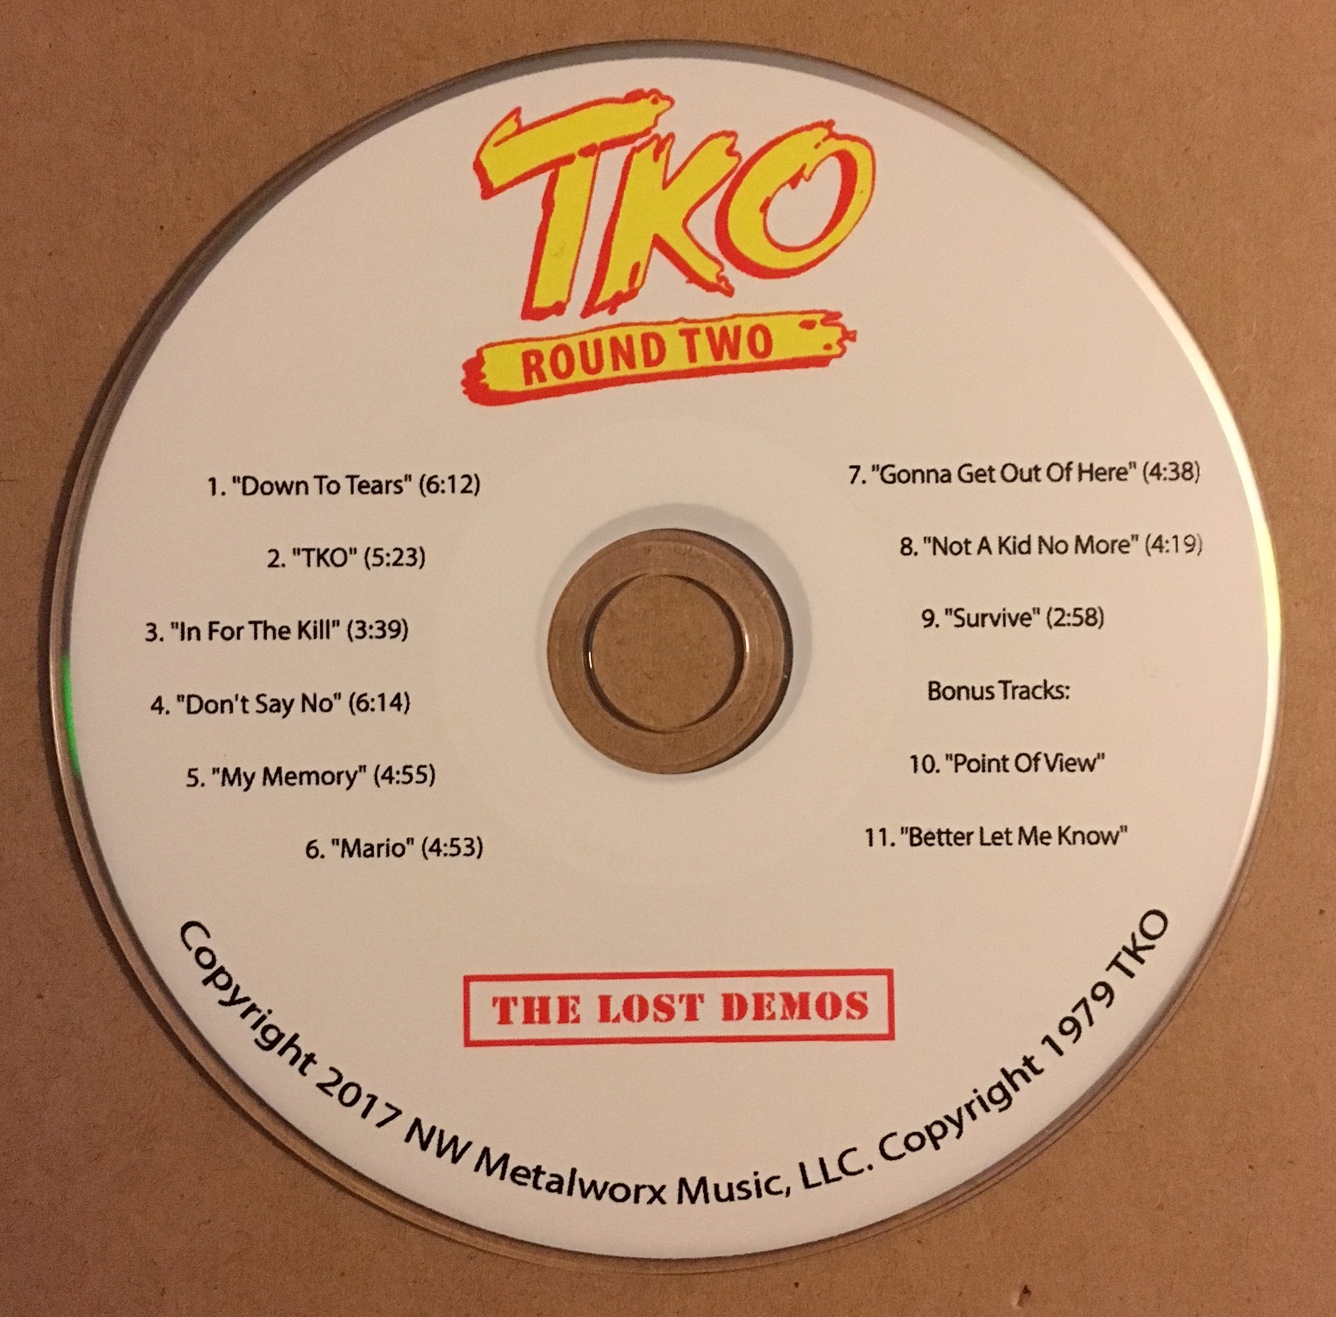 TKO
ROUND TWO
1. "Down To Tears" (6:12)
2. "TKO" (5:23)
3. "In For The Kill" (3:39)
4. "Don't Say No" (6:14)
5. "My Memory" (4:55)
6. "Mario" (4:53)
7. "Gonna Get Out Of Here" (4:38)
8. "Not A Kid No More" (4:19)
9. "Survive" (2:58)
Bonus Tracks:
10. "Point Of View"
11. "Better Let Me Know"
THE LOST DEMOS
Copyright 2017 NW Metalworx Music, LLC. Copyright 1979 TKO